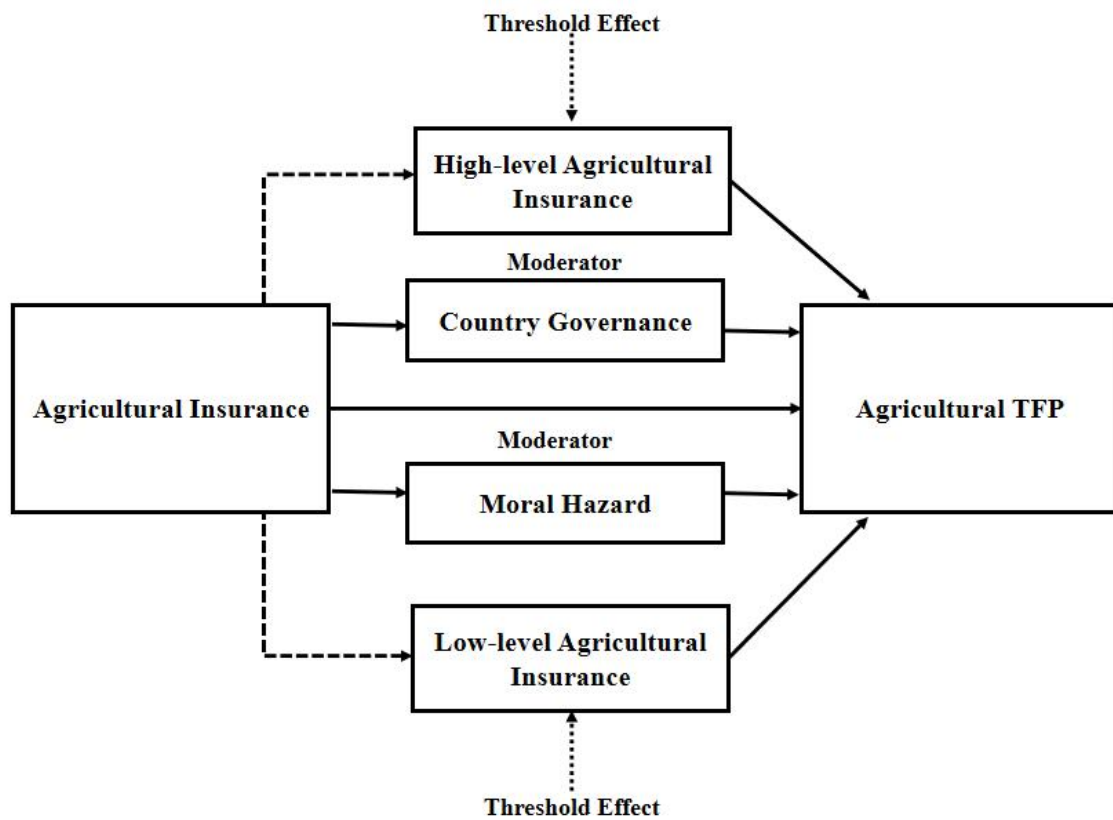 Threshold Effect
High-level Agricultural
Insurance
Moderator
Country Governance
Agricultural Insurance
Agricultural TFP
Moderator
Moral Hazard
Low-level Agricultural
Insurance
Threshold Effect